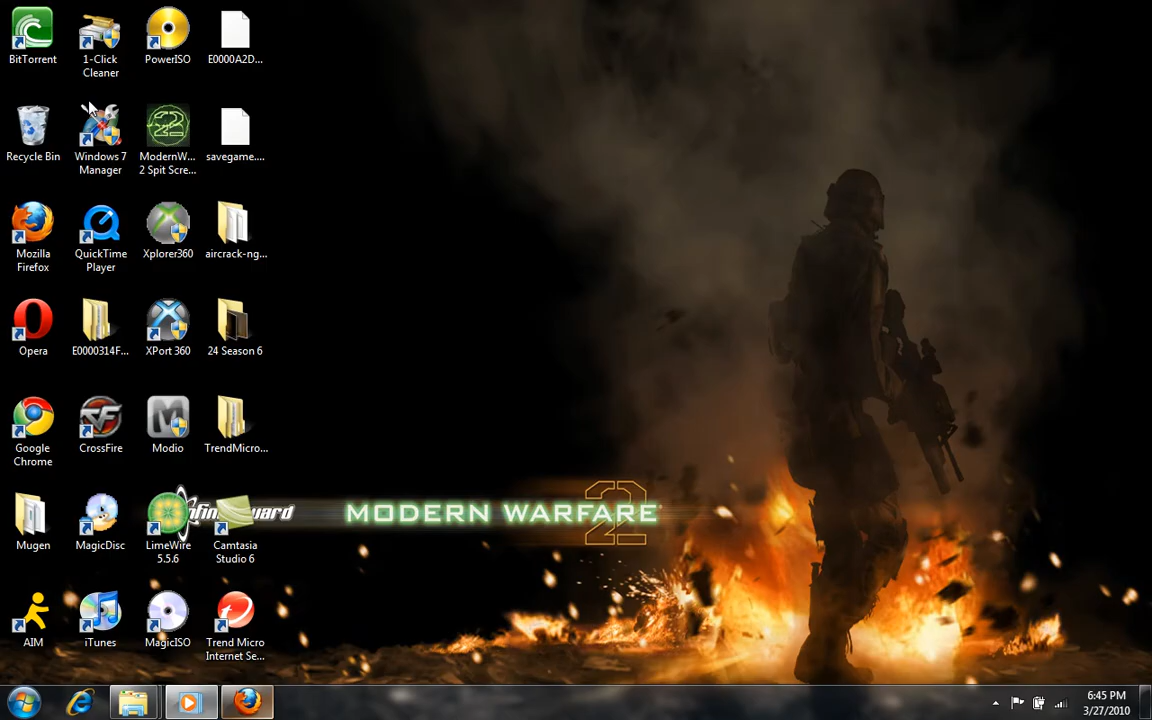 BitTorrent
1-Click
Cleaner
PowerISO
E0000A2D...
Recycle Bin
Windows 7
Manager
ModernW...
2 Spit Scre...
savegame....
Mozilla
Firefox
QuickTime
Player
Xplorer360
aircrack-ng...
Opera
E0000314F...
XPort 360
24 Season 6
Google
Chrome
CrossFire
Modio
TrendMicro...
Mugen
MagicDisc
LimeWire
5.5.6
Camtasia
Studio 6
MODERN WARFARE
2
AIM
iTunes
MagicISO
Trend Micro
Internet Se...
6:45 PM
3/27/2010